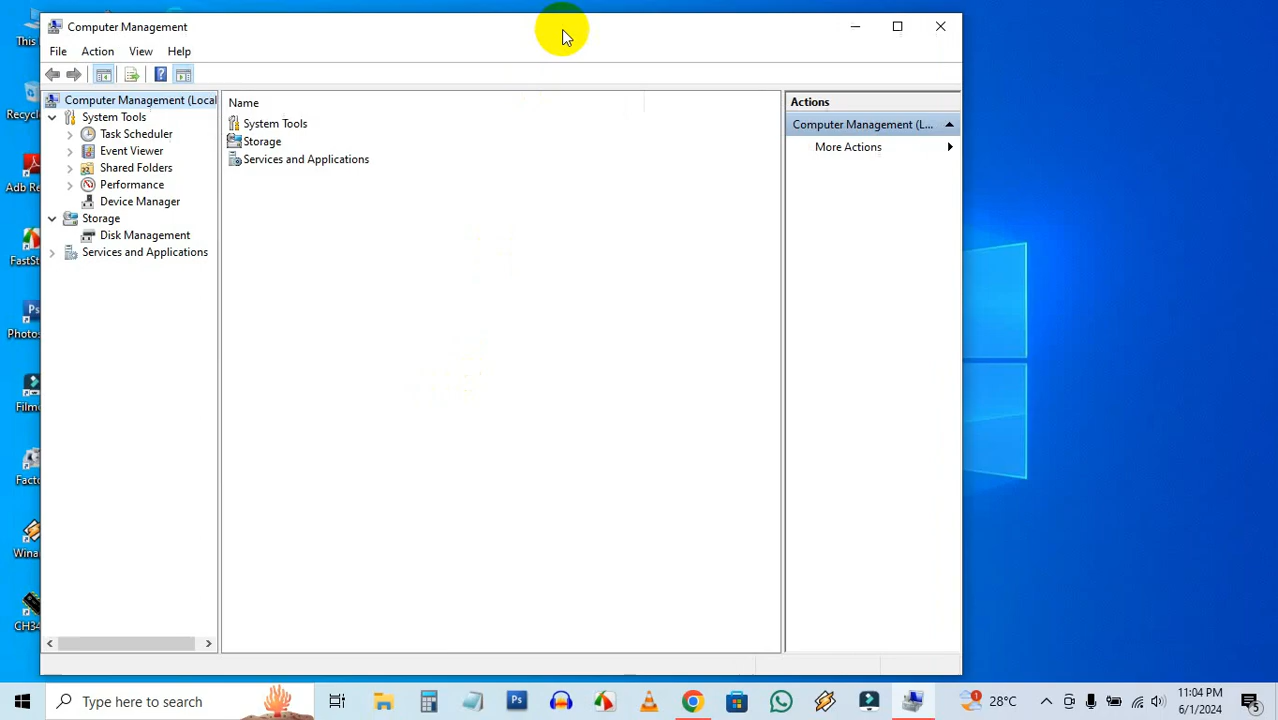 Computer Management
File Action View Help
Computer Management (Local
System Tools
Task Scheduler
Event Viewer
Shared Folders
Performance
Device Manager
Storage
Disk Management
Services and Applications
Name
System Tools
Storage
Services and Applications
Actions
Computer Management (L...
More Actions
This
Recycl
Adb Re
FastSt
Photos
Filmo
Facto
Wina
CH34
Type here to search
28°C
11:04 PM
6/1/2024